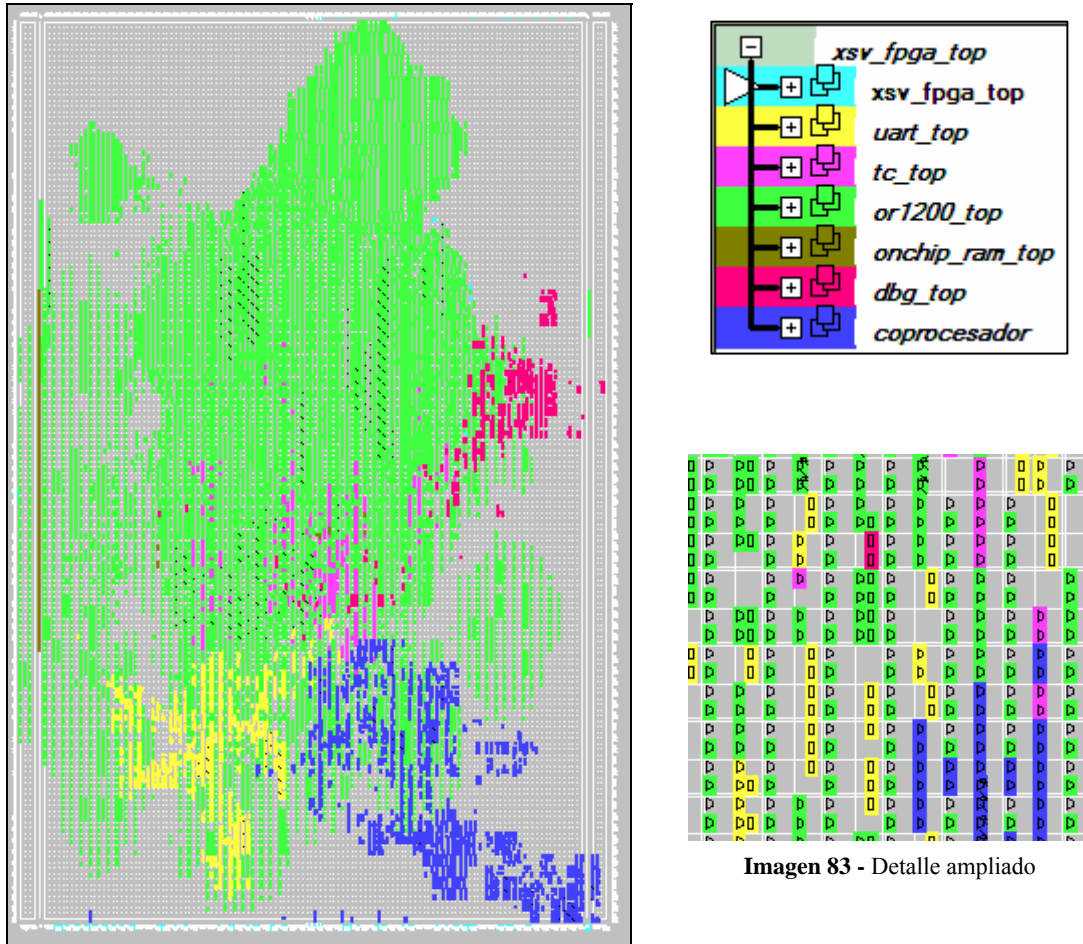 xsv_fpga_top
xsv_fpga_top
uart_top
tc_top
or1200_top
onchip_ram_top
dbg_top
coprocesador
Imagen 83 - Detalle ampliado